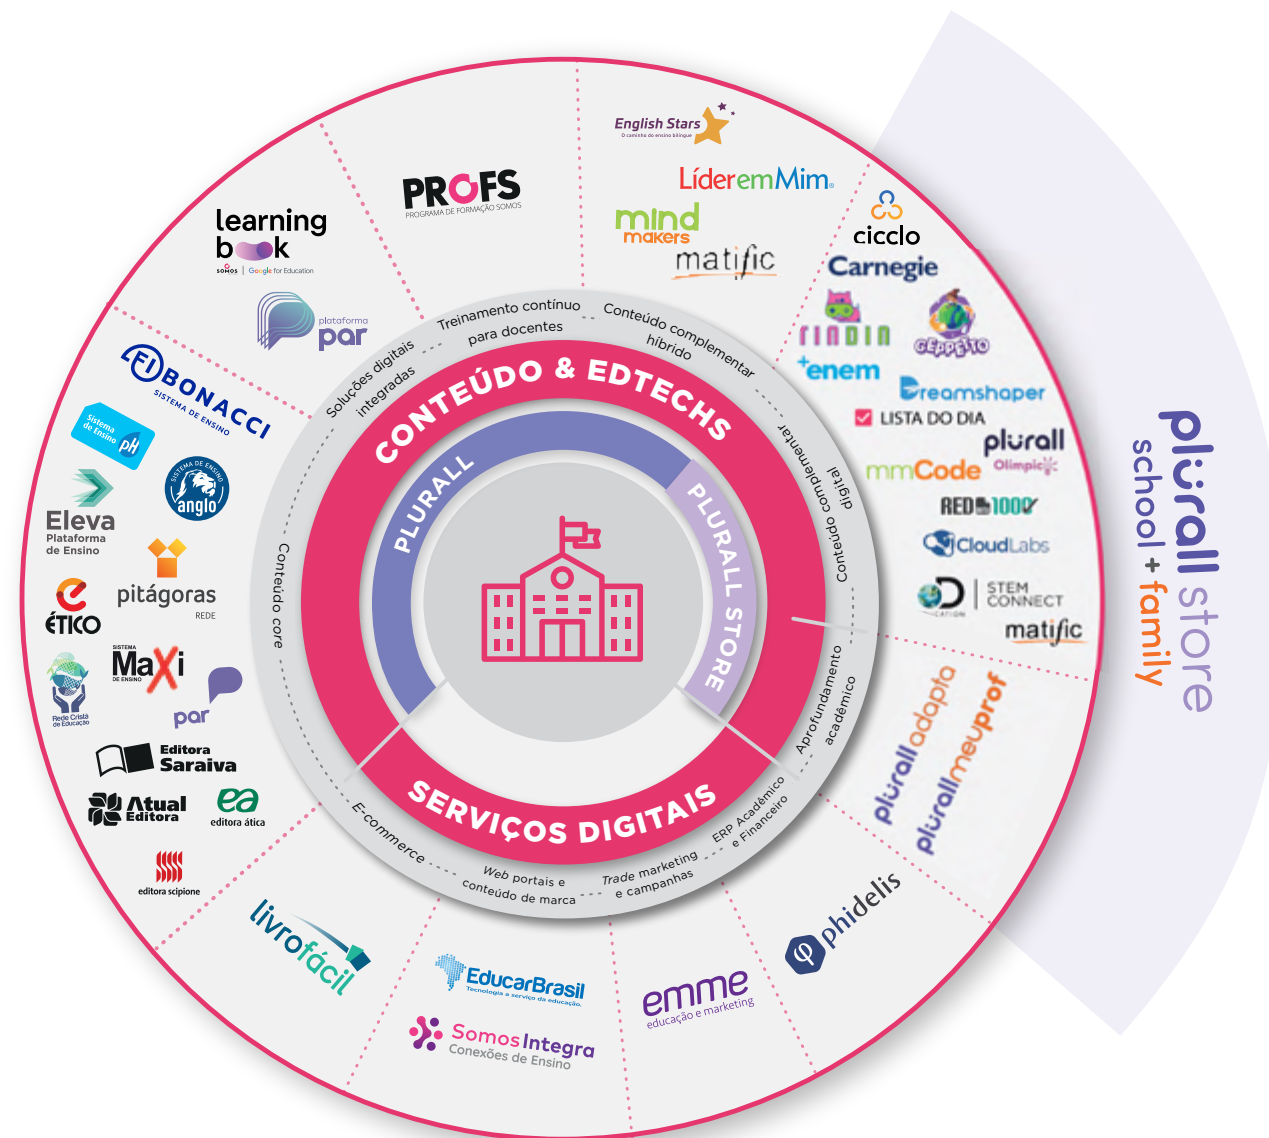 English Stars
O caminho do ensino bilíngue
LíderemMim
mind
makers
matific
PROFS
PROGRAMA DE FORMAÇÃO SOMOS
learning
book
SOMOS | Google for Education
plataforma
par
FIBONACCI
SISTEMA DE ENSINO
Sistema
de Ensino pH
SISTEMA DE ENSINO
anglo
Eleva
Plataforma
de Ensino
pitágoras
REDE
ÉTICO
SISTEMA
MaXi
DE ENSINO
Rede Cristã
de Educação
par
Editora
Saraiva
Atual
Editora
editora ática
editora scipione
livrofácil
EducarBrasil
Tecnologia a serviço da educação.
SomosIntegra
Conexões de Ensino
emme
educação e marketing
phidelis
plurall adapta
plurall meuprof
cicclo
Carnegie
FINDIN
GEPPETTO
+enem
Dreamshaper
LISTA DO DIA
plurall
Olimpic
mmCode
RED 1000
CloudLabs
STEM
CONNECT
CATION
matific
plurall store
school + family
Soluções digitais
integradas
Treinamento contínuo
para docentes
Conteúdo complementar
híbrido
Conteúdo complementar
digital
Aprofundamento
acadêmico
ERP Acadêmico
e Financeiro
Trade marketing
e campanhas
Web portais e
conteúdo de marca
E-commerce
Conteúdo core
CONTEÚDO & EDTECHS
SERVIÇOS DIGITAIS
PLURALL
PLURALL STORE